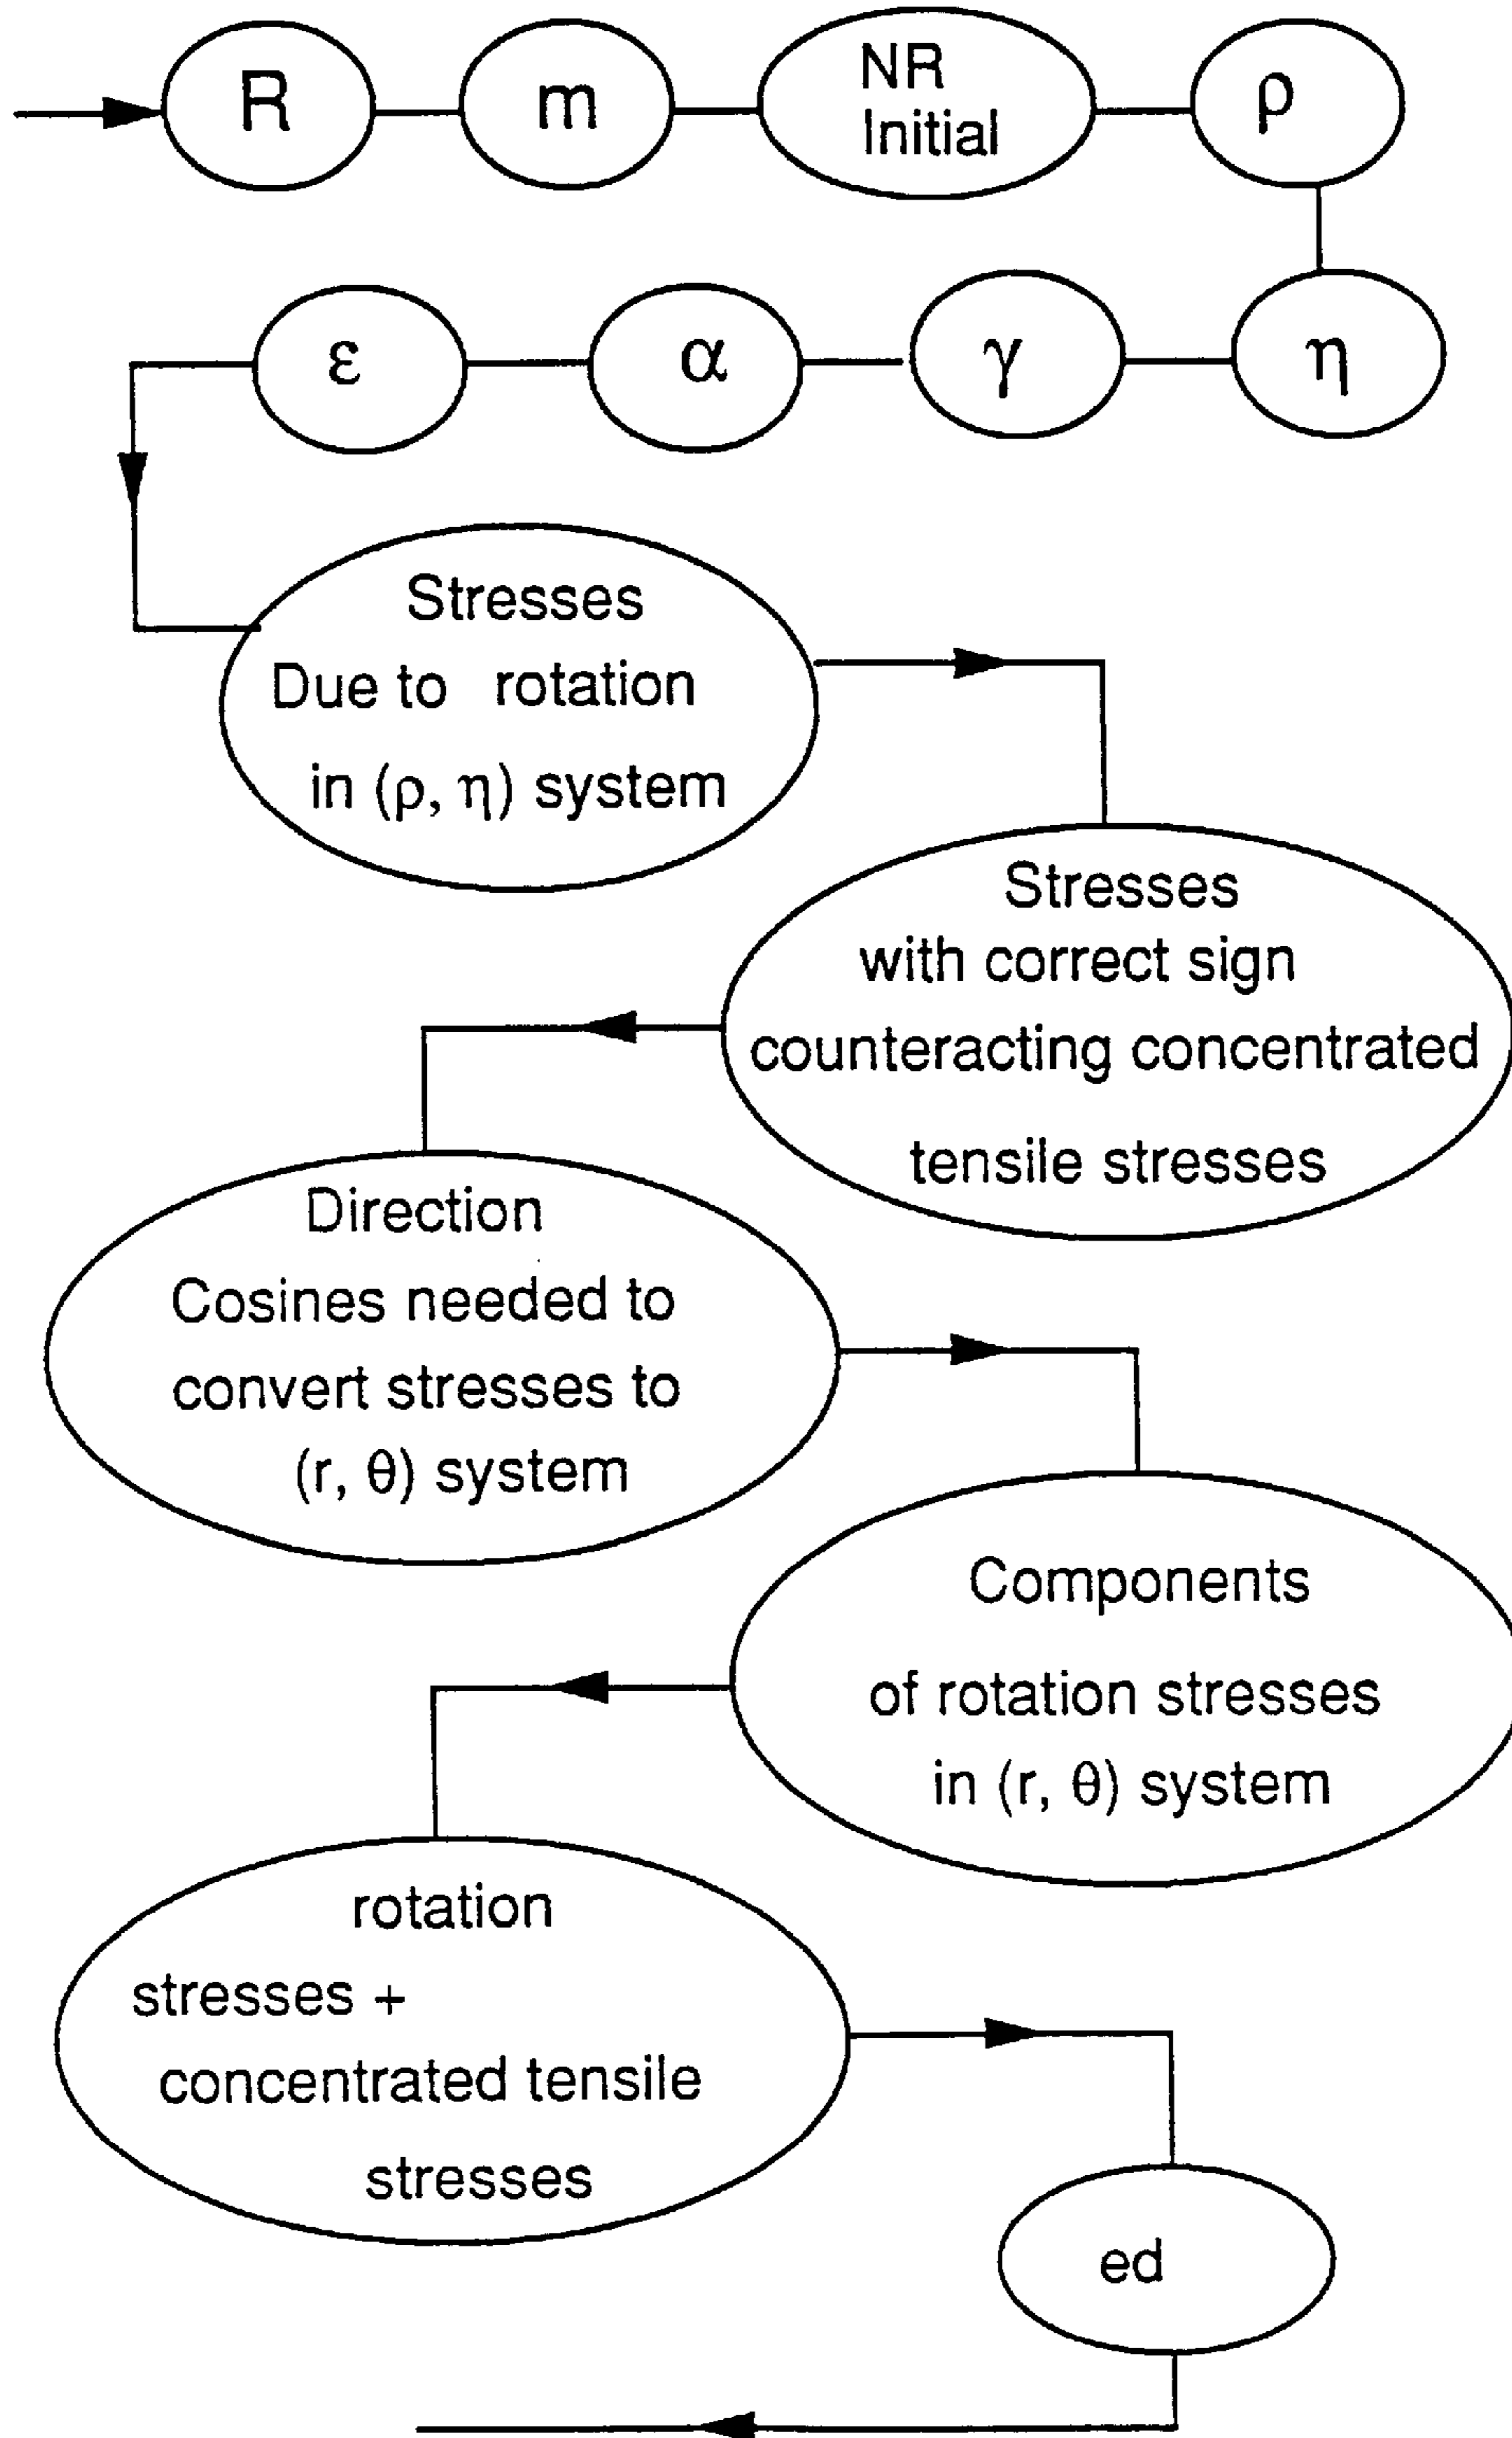 R
m
NR
Initial
ρ
ε
α
γ
η
Stresses
Due to rotation
in (ρ, η) system
Stresses
with correct sign
counteracting concentrated
tensile stresses
Direction
Cosines needed to
convert stresses to
(r, θ) system
Components
of rotation stresses
in (r, θ) system
rotation
stresses +
concentrated tensile
stresses
ed